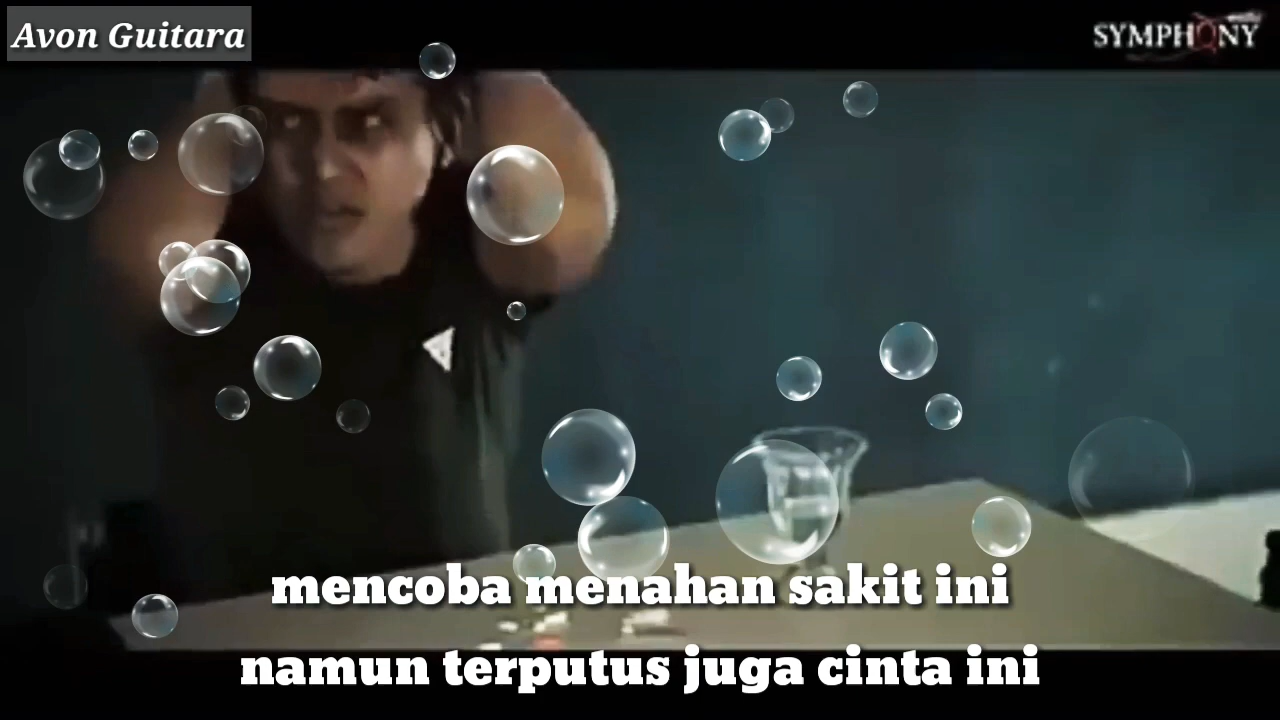 Avon Guitara
SYMPHONY
mencoba menahan sakit ini
namun terputus juga cinta ini